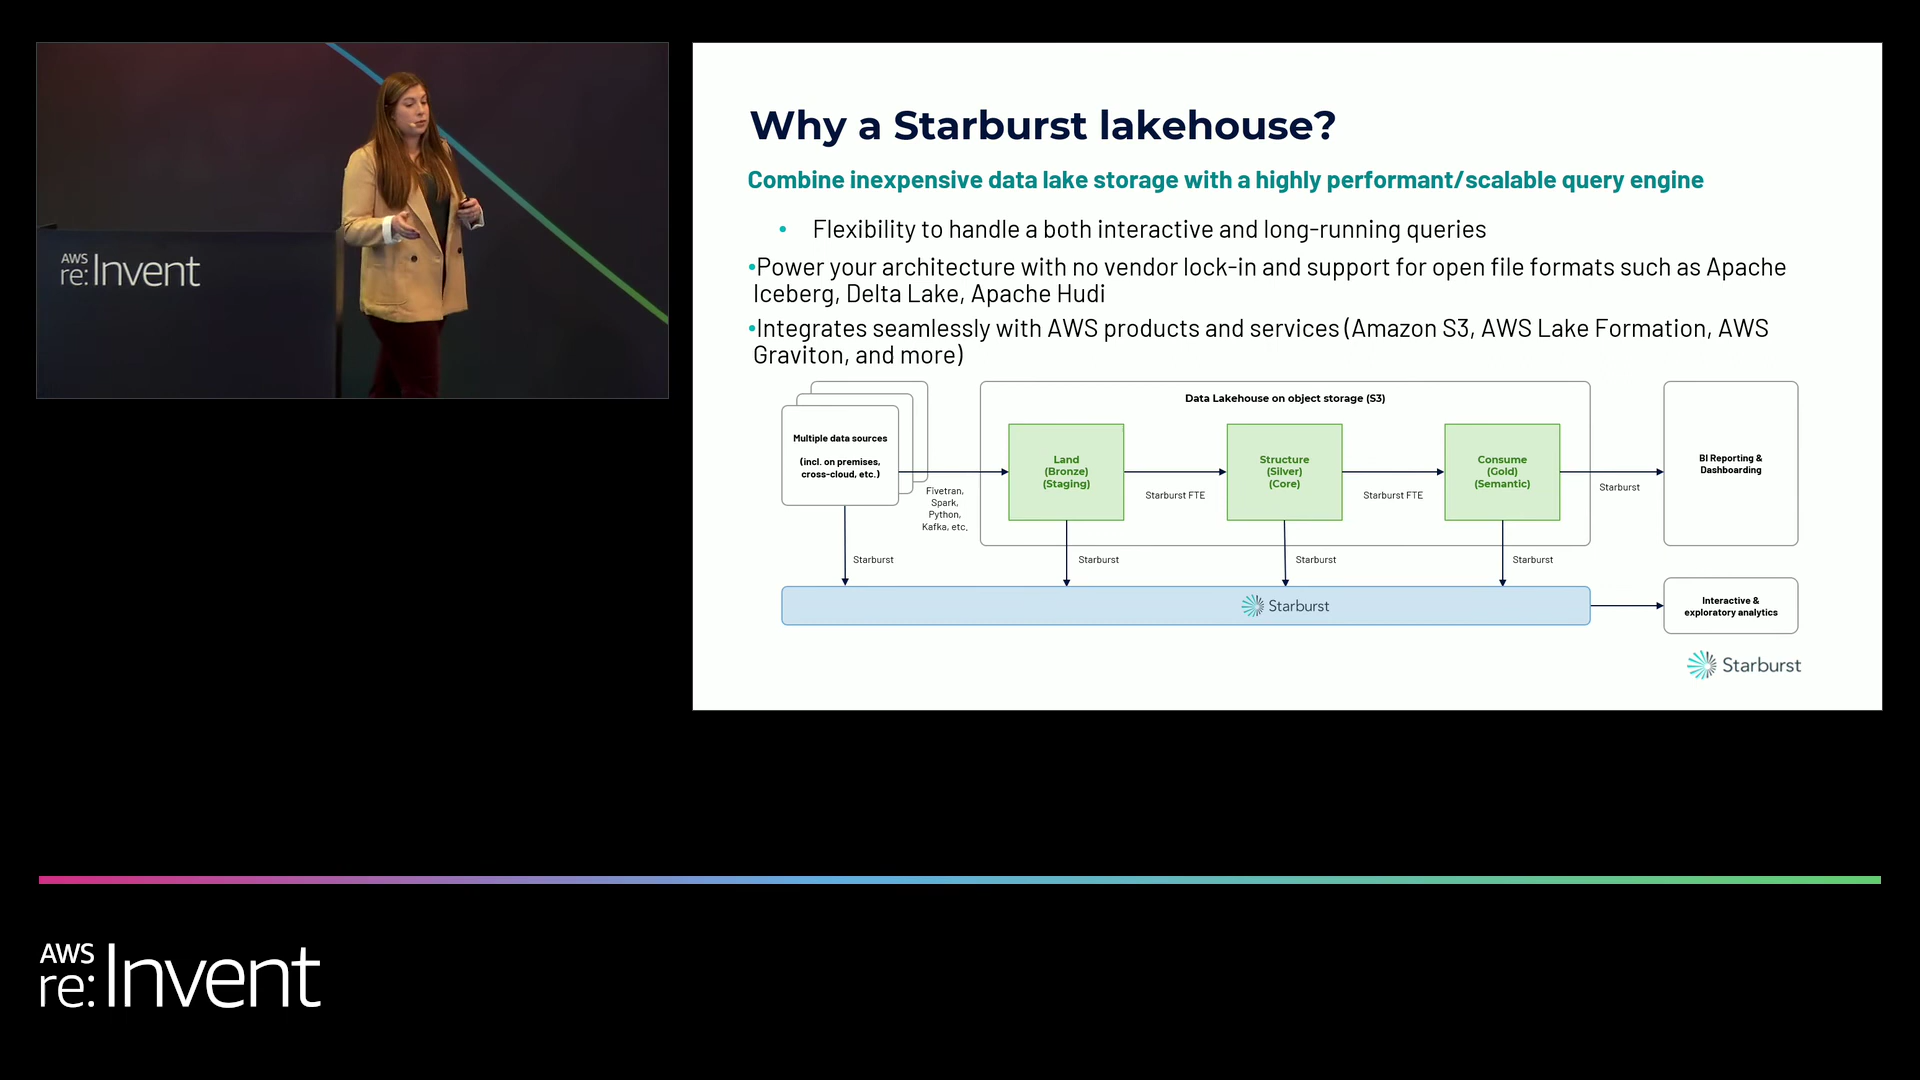 AWS
re:Invent
Why a Starburst lakehouse?
Combine inexpensive data lake storage with a highly performant/scalable query engine
• Flexibility to handle a both interactive and long-running queries
•Power your architecture with no vendor lock-in and support for open file formats such as Apache
Iceberg, Delta Lake, Apache Hudi
•Integrates seamlessly with AWS products and services (Amazon S3, AWS Lake Formation, AWS
Graviton, and more)
Multiple data sources
(incl. on premises,
cross-cloud, etc.)
Fivetran,
Spark,
Python,
Kafka, etc.
Data Lakehouse on object storage (S3)
Land
(Bronze)
(Staging)
Starburst FTE
Structure
(Silver)
(Core)
Starburst FTE
Consume
(Gold)
(Semantic)
Starburst
BI Reporting &
Dashboarding
Starburst
Starburst
Starburst
Starburst
Starburst
Interactive &
exploratory analytics
Starburst
AWS
re:Invent